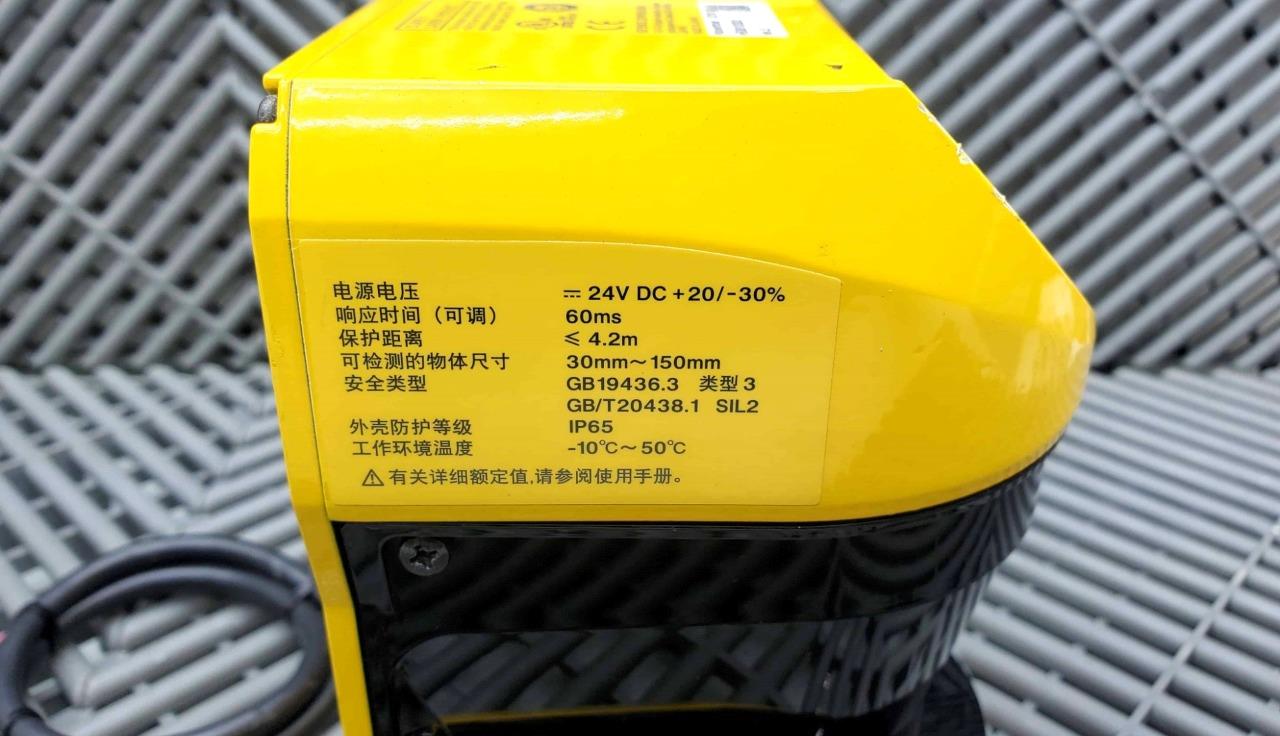 CE
电源电压 ⎓ 24V DC +20/-30%
响应时间（可调） 60ms
保护距离 ≤ 4.2m
可检测的物体尺寸 30mm～150mm
安全类型 GB19436.3 类型 3
GB/T20438.1 SIL2
外壳防护等级 IP65
工作环境温度 -10℃～50℃
⚠ 有关详细额定值,请参阅使用手册。